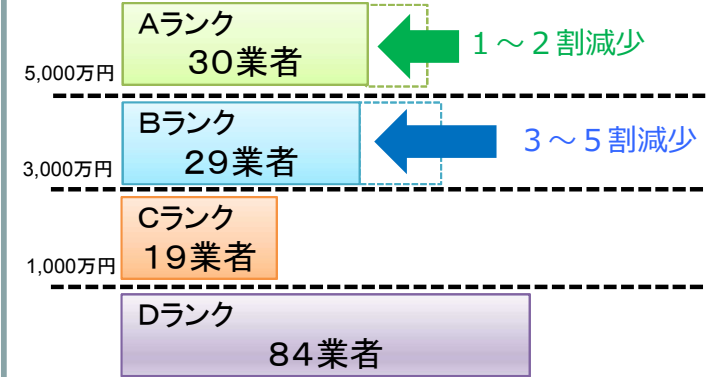 Aランク
30業者
1～2割減少
5,000万円
Bランク
29業者
3～5割減少
3,000万円
Cランク
19業者
1,000万円
Dランク
84業者